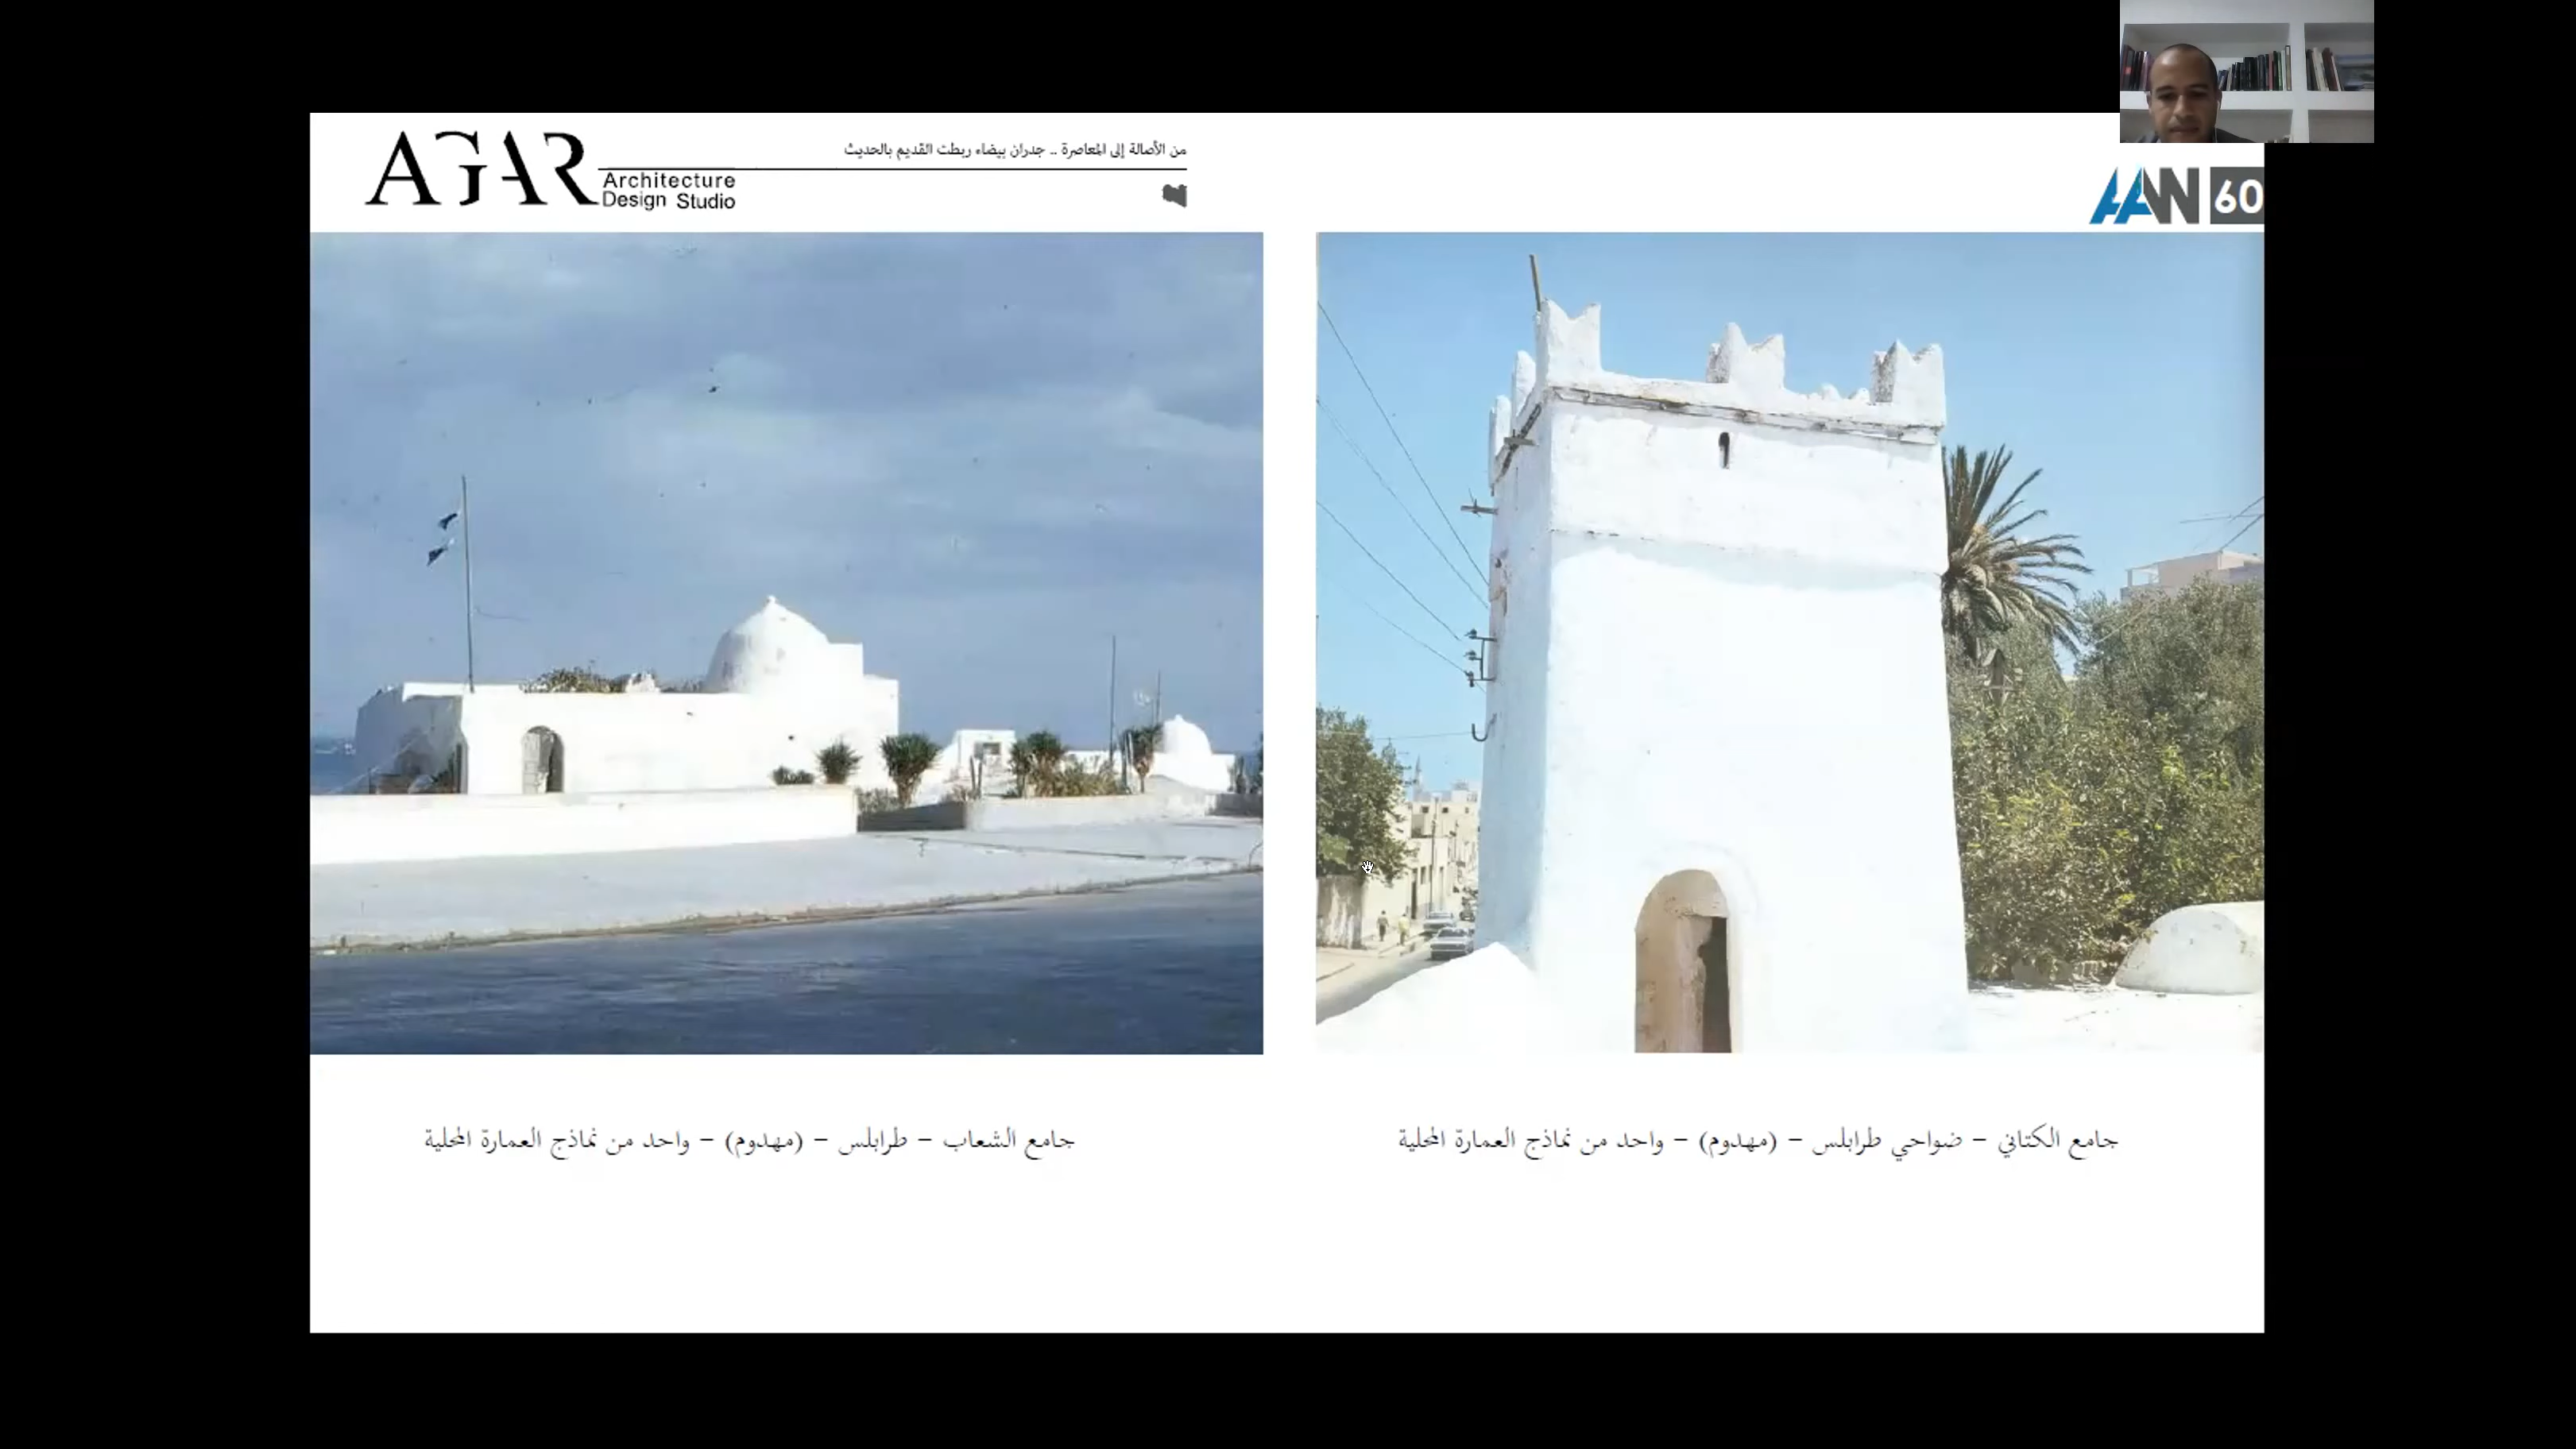 AGAR
Architecture
Design Studio
من الأصالة إلى المعاصرة .. جدران بيضاء ربطت القديم بالحديث
AAN 60
جامع الشعاب - طرابلس - (مهدوم) - واحد من نماذج العمارة المحلية
جامع الكتاني - ضواحي طرابلس - (مهدوم) - واحد من نماذج العمارة المحلية